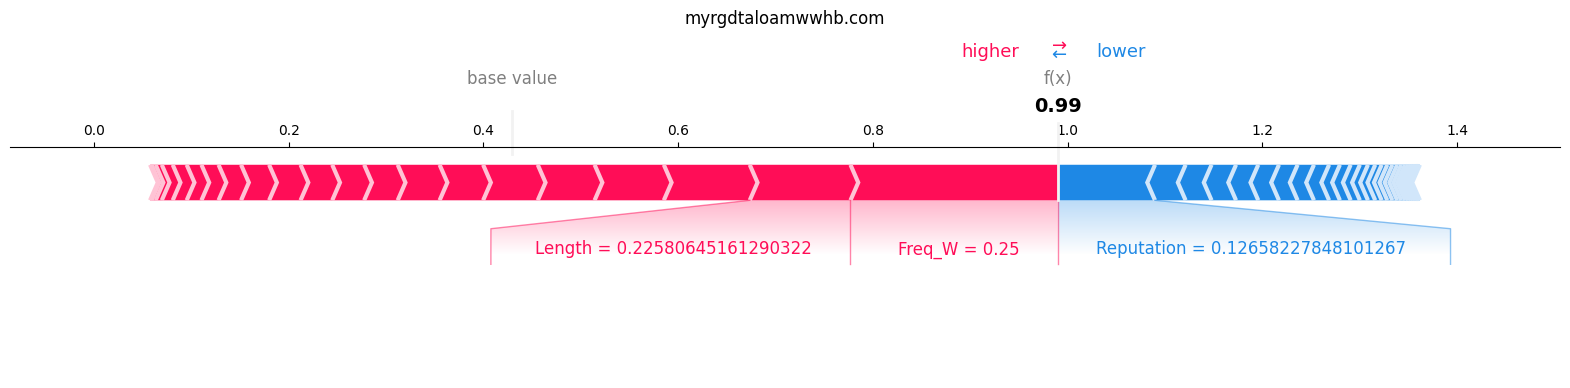 myrgdtaloamwwhb.com
higher → lower
←
base value f(x)
0.99
0.0 0.2 0.4 0.6 0.8 1.0 1.2 1.4
Length = 0.22580645161290322 Freq_W = 0.25 Reputation = 0.12658227848101267